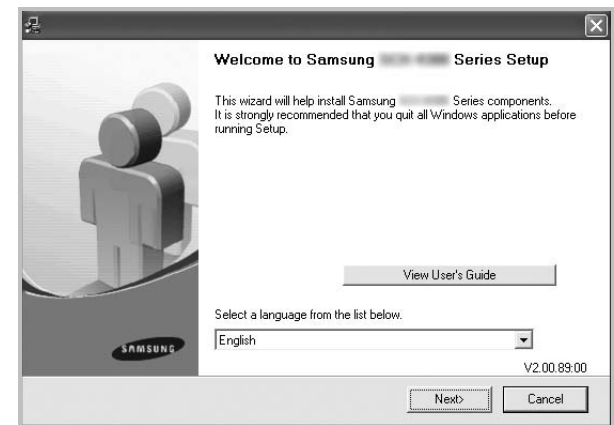 Welcome to Samsung Series Setup
This wizard will help install Samsung Series components.
It is strongly recommended that you quit all Windows applications before
running Setup.
View User's Guide
Select a language from the list below.
English
SAMSUNG
V2.00.89:00
Next>
Cancel